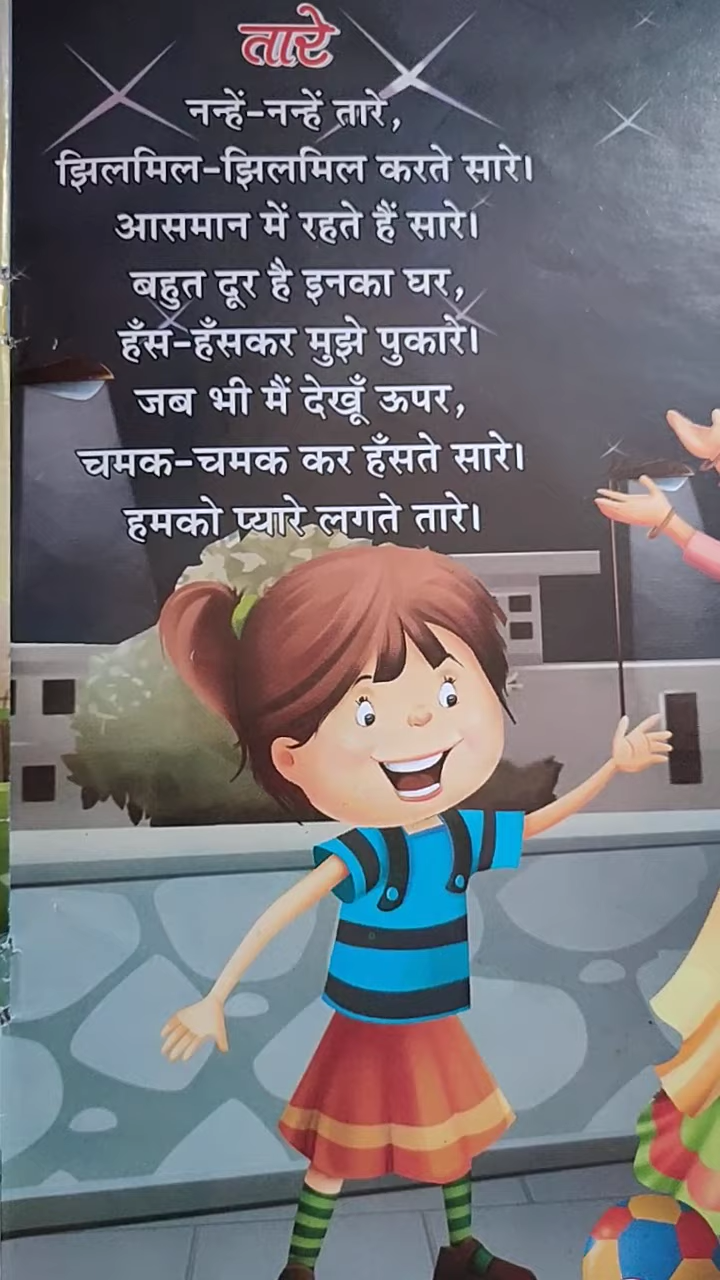 तारे
नन्हें-नन्हें तारे,
झिलमिल-झिलमिल करते सारे।
आसमान में रहते हैं सारे।
बहुत दूर है इनका घर,
हँस-हँसकर मुझे पुकारे।
जब भी मैं देखूँ ऊपर,
चमक-चमक कर हँसते सारे।
हमको प्यारे लगते तारे।